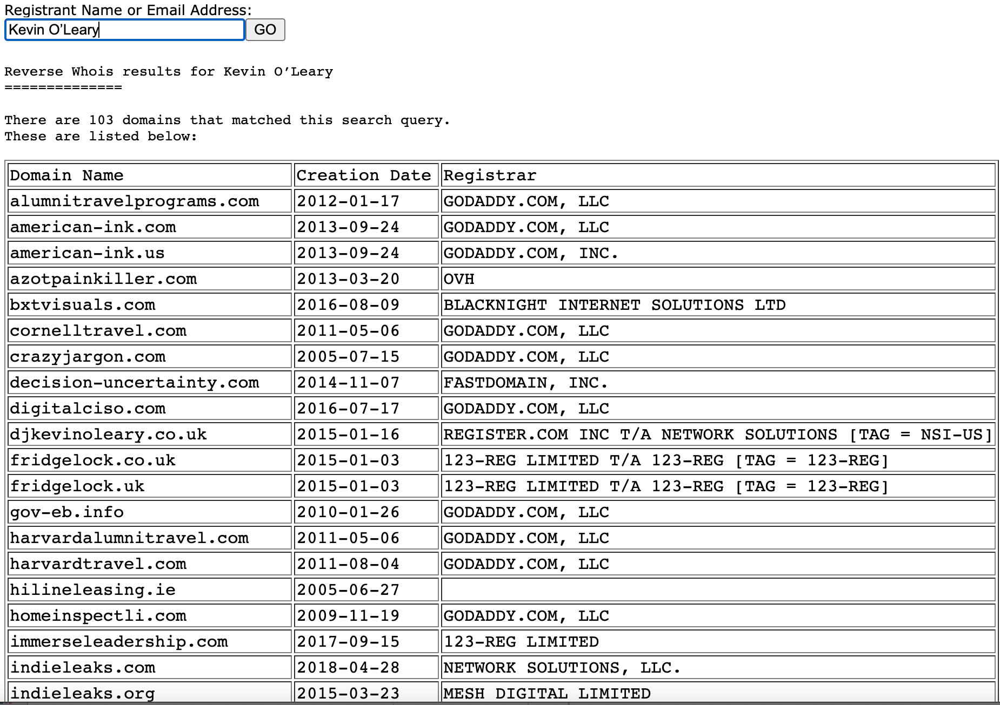 Registrant Name or Email Address:
Kevin O’Leary GO
Reverse Whois results for Kevin O’Leary
==============
There are 103 domains that matched this search query.
These are listed below:
Domain Name Creation Date Registrar
alumnitravelprograms.com 2012-01-17 GODADDY.COM, LLC
american-ink.com 2013-09-24 GODADDY.COM, LLC
american-ink.us 2013-09-24 GODADDY.COM, INC.
azotpainkiller.com 2013-03-20 OVH
bxtvisuals.com 2016-08-09 BLACKNIGHT INTERNET SOLUTIONS LTD
cornelltravel.com 2011-05-06 GODADDY.COM, LLC
crazyjargon.com 2005-07-15 GODADDY.COM, LLC
decision-uncertainty.com 2014-11-07 FASTDOMAIN, INC.
digitalciso.com 2016-07-17 GODADDY.COM, LLC
djkevinoleary.co.uk 2015-01-16 REGISTER.COM INC T/A NETWORK SOLUTIONS [TAG = NSI-US]
fridgelock.co.uk 2015-01-03 123-REG LIMITED T/A 123-REG [TAG = 123-REG]
fridgelock.uk 2015-01-03 123-REG LIMITED T/A 123-REG [TAG = 123-REG]
gov-eb.info 2010-01-26 GODADDY.COM, LLC
harvardalumnitravel.com 2011-05-06 GODADDY.COM, LLC
harvardtravel.com 2011-08-04 GODADDY.COM, LLC
hilineleasing.ie 2005-06-27
homeinspectli.com 2009-11-19 GODADDY.COM, LLC
immerseleadership.com 2017-09-15 123-REG LIMITED
indieleaks.com 2018-04-28 NETWORK SOLUTIONS, LLC.
indieleaks.org 2015-03-23 MESH DIGITAL LIMITED